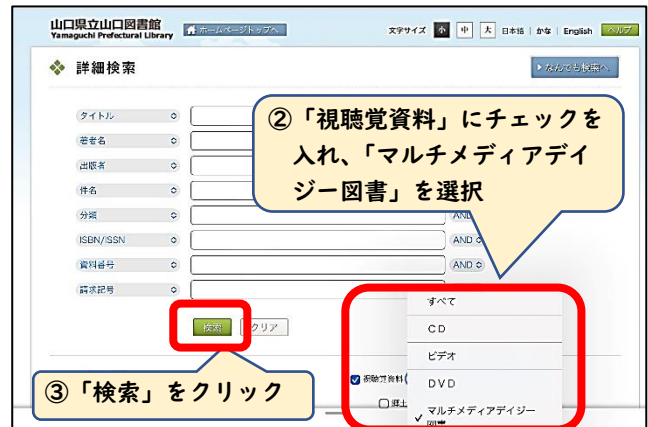 山口県立山口図書館
Yamaguchi Prefectural Library
ホームページトップへ
文字サイズ 小 中 大 日本語 かな English ヘルプ
詳細検索
なんでも検索へ
タイトル
著者名
出版者
件名
分類
AND
ISBN/ISSN
AND
資料番号
AND
請求記号
②「視聴覚資料」にチェックを
入れ、「マルチメディアデイ
ジー図書」を選択
検索 クリア
すべて
CD
ビデオ
DVD
✓ マルチメディアデイジー
図書
視聴覚資料
郷土
③「検索」をクリック